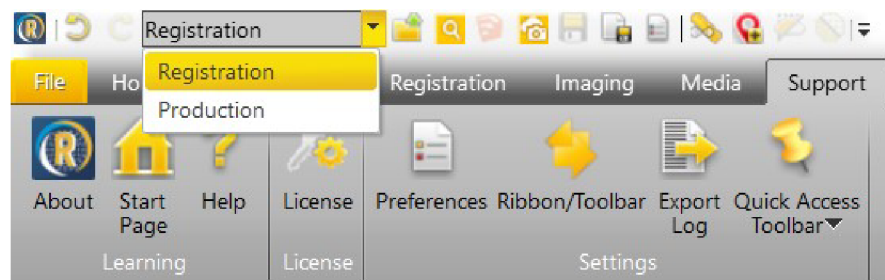 Registration
Registration
Production
File Ho Registration Imaging Media Support
About Start Page Help License Preferences Ribbon/Toolbar Export Log Quick Access Toolbar
Learning License Settings